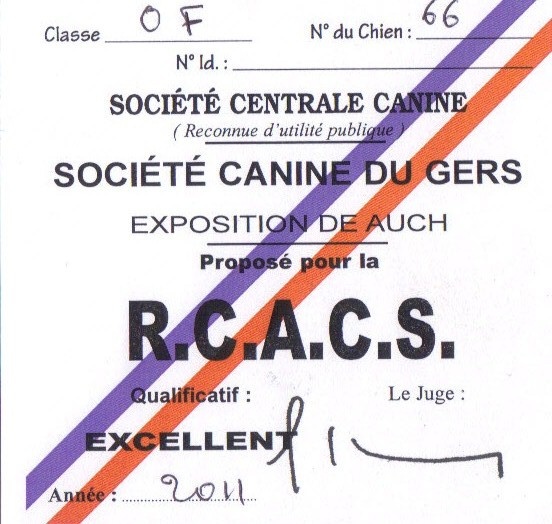 Classe OF N° du Chien : 66
N° Id. :
SOCIÉTÉ CENTRALE CANINE
( Reconnue d'utilité publique )
SOCIÉTÉ CANINE DU GERS
EXPOSITION DE AUCH
Proposé pour la
R.C.A.C.S.
Qualificatif : Le Juge :
EXCELLENT
Année : 2011